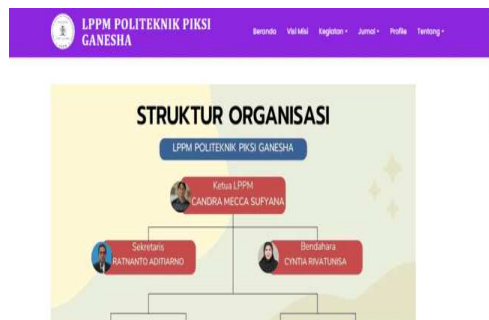 LPPM POLITEKNIK PIKSI
GANESHA
Beranda Visi Misi Kegiatan Jurnal Profile Tentang
STRUKTUR ORGANISASI
LPPM POLITEKNIK PIKSI GANESHA
Ketua LPPM
CANDRA MECCA SUFYANA
Sekretaris
RATNANTO ADITIARNO
Bendahara
CYNTIA RIVATUNISA